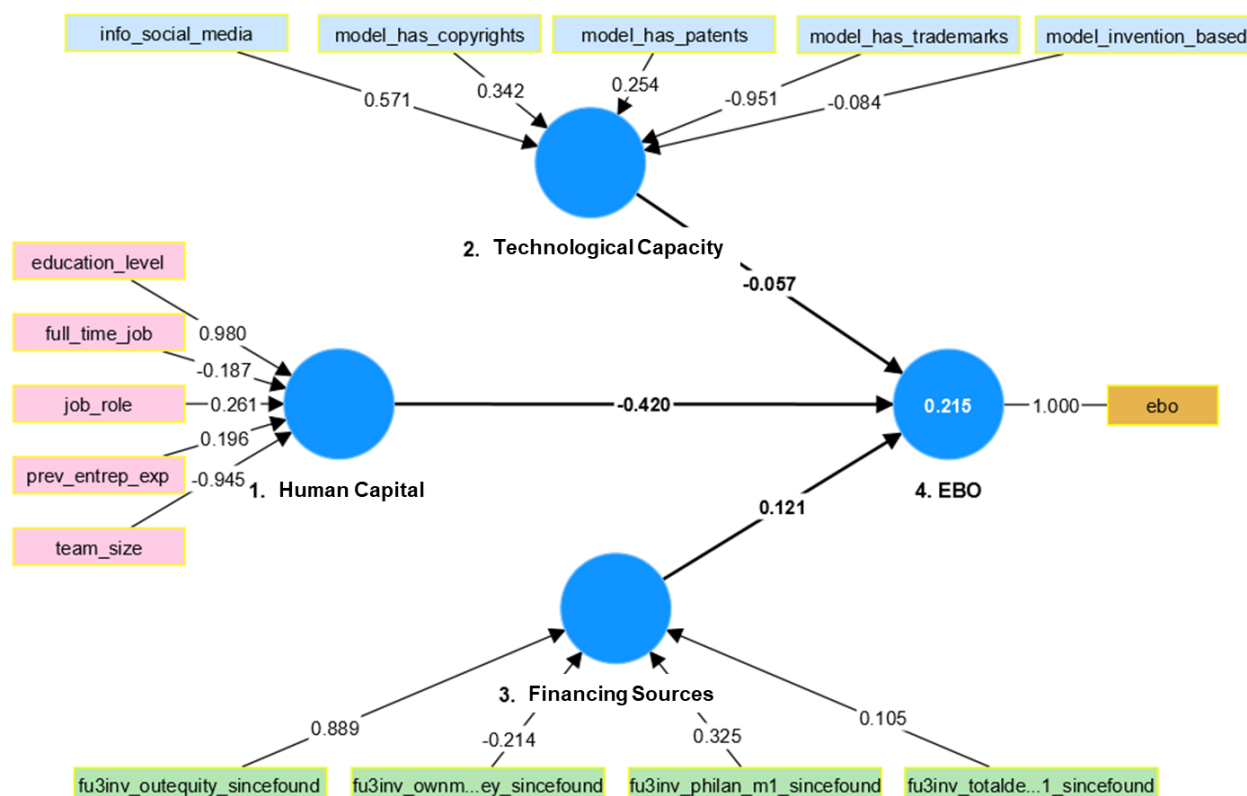 info_social_media
model_has_copyrights
model_has_patents
model_has_trademarks
model_invention_based
0.571
0.342
0.254
-0.951
-0.084
2. Technological Capacity
-0.057
education_level
full_time_job
job_role
prev_entrep_exp
team_size
0.980
-0.187
0.261
0.196
-0.945
1. Human Capital
-0.420
0.215
1.000
ebo
4. EBO
0.121
3. Financing Sources
0.889
-0.214
0.325
0.105
fu3inv_outequity_sincefound
fu3inv_ownm...ey_sincefound
fu3inv_philan_m1_sincefound
fu3inv_totalde...1_sincefound